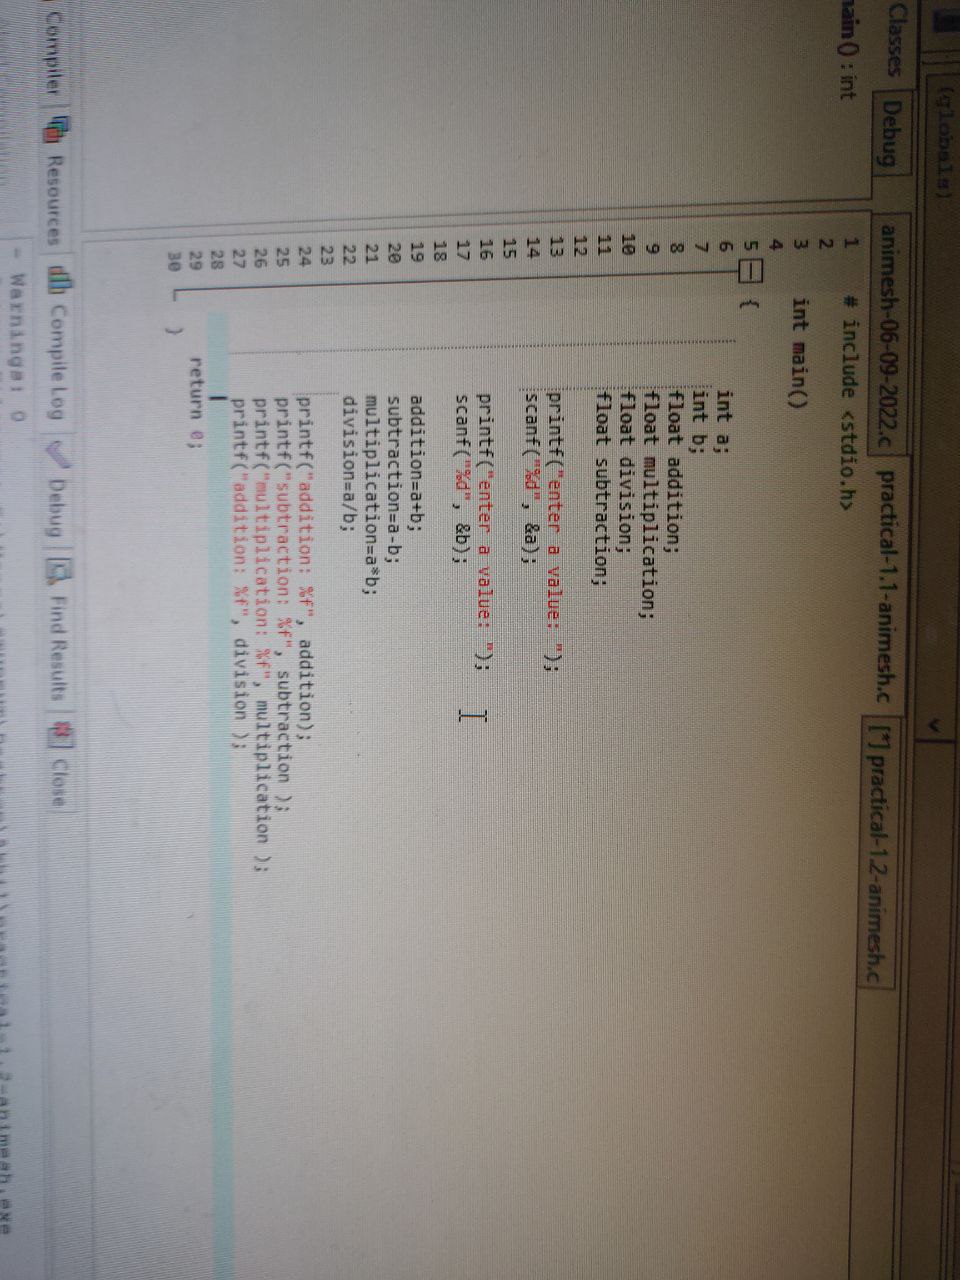 (globals)
Classes Debug
animesh-06-09-2022.c practical-1.1-animesh.c [*] practical-1.2-animesh.c
main () : int
1 # include <stdio.h>
2
3 int main()
4
5 {
6 int a;
7 int b;
8 float addition;
9 float multiplication;
10 float division;
11 float subtraction;
12
13 printf("enter a value: ");
14 scanf("%d", &a);
15
16 printf("enter a value: ");
17 scanf("%d", &b);
18
19 addition=a+b;
20 subtraction=a-b;
21 multiplication=a*b;
22 division=a/b;
23
24 printf("addition: %f", addition);
25 printf("subtraction: %f", subtraction );
26 printf("multiplication: %f", multiplication );
27 printf("addition: %f", division );
28
29 return 0;
30 }
Compiler Resources Compile Log Debug Find Results Close
- Warnings: 0
practical-1.2-animesh.exe